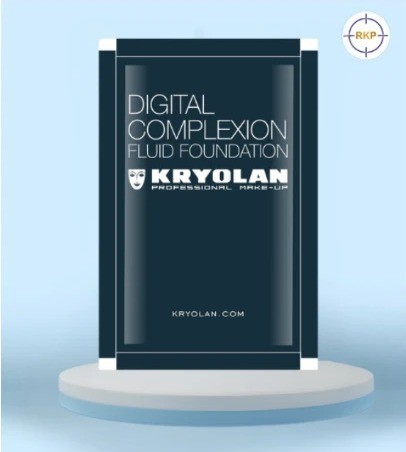 RKP
DIGITAL
COMPLEXION
FLUID FOUNDATION
KRYOLAN
PROFESSIONAL MAKE-UP
KRYOLAN.COM